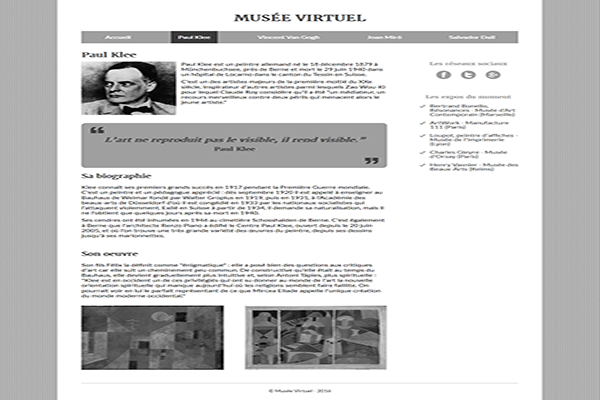 MUSÉE VIRTUEL
Accueil
Paul Klee
Vincent Van Gogh
Joan Miró
Salvador Dali
Paul Klee
Paul Klee est un peintre allemand né le 18 décembre 1879 à
Münchenbuchsee, près de Berne et mort le 29 juin 1940 dans
un hôpital de Locarno dans le canton du Tessin en Suisse.
C'est un des artistes majeurs de la première moitié du XXe
siècle, inspirateur d'autres artistes parmi lesquels Zao Wou-Ki
pour lequel Claude Roy considère qu'il a été "un médiateur, un
recours merveilleux contre deux périls qui menacent alors le
jeune artiste."
“ L'art ne reproduit pas le visible, il rend visible.”
Paul Klee ”
Sa biographie
Klee connaît ses premiers grands succès en 1917 pendant la Première Guerre mondiale.
C'est un peintre et un pédagogue apprécié : dès septembre 1920 il est appelé à enseigner au
Bauhaus de Weimar fondé par Walter Gropius en 1919, puis en 1931, à l'Académie des
beaux arts de Düsseldorf d'où il est congédié en 1933 par les nationaux-socialistes qui
l'attaquent violemment. Exilé en Suisse à partir de 1934, il demande sa naturalisation, mais il
ne l'obtient que quelques jours après sa mort en 1940.
Ses cendres ont été inhumées en 1946 au cimetière Schosshalden de Berne. C'est également
à Berne que l'architecte Renzo Piano a édifié le Centre Paul Klee, ouvert depuis le 20 juin
2005, et où l'on trouve une très grande variété des œuvres du peintre, depuis ses dessins
jusqu'à ses marionnettes.
Son oeuvre
Son fils Félix la définit comme "énigmatique" : elle a posé bien des questions aux critiques
d'art car elle suit un cheminement peu commun. De constructive qu'elle était au temps du
Bauhaus, elle devient graduellement plus intuitive et, selon Antoni Tàpies, plus spirituelle :
"Klee est en occident un de ces privilégiés qui ont su donner au monde de l'art la nouvelle
orientation spirituelle qui manque aujourd'hui où les religions semblent faire faillite. On
pourrait voir en lui le parfait représentant de ce que Mircea Eliade appelle l'unique création
du monde moderne occidental"
Les réseaux sociaux
Les expos du moment
Bertrand Bonello,
Résonances - Musée d'Art
Contemporain (Marseille)
ArtWork - Manufacture
111 (Paris)
Loupot, peintre d'affiches -
Musée de l'imprimerie
(Lyon)
Charles Gleyre - Musée
d'Orsay (Paris)
Henry Vasnier - Musée des
Beaux Arts (Reims)
© Musée Virtuel - 2016